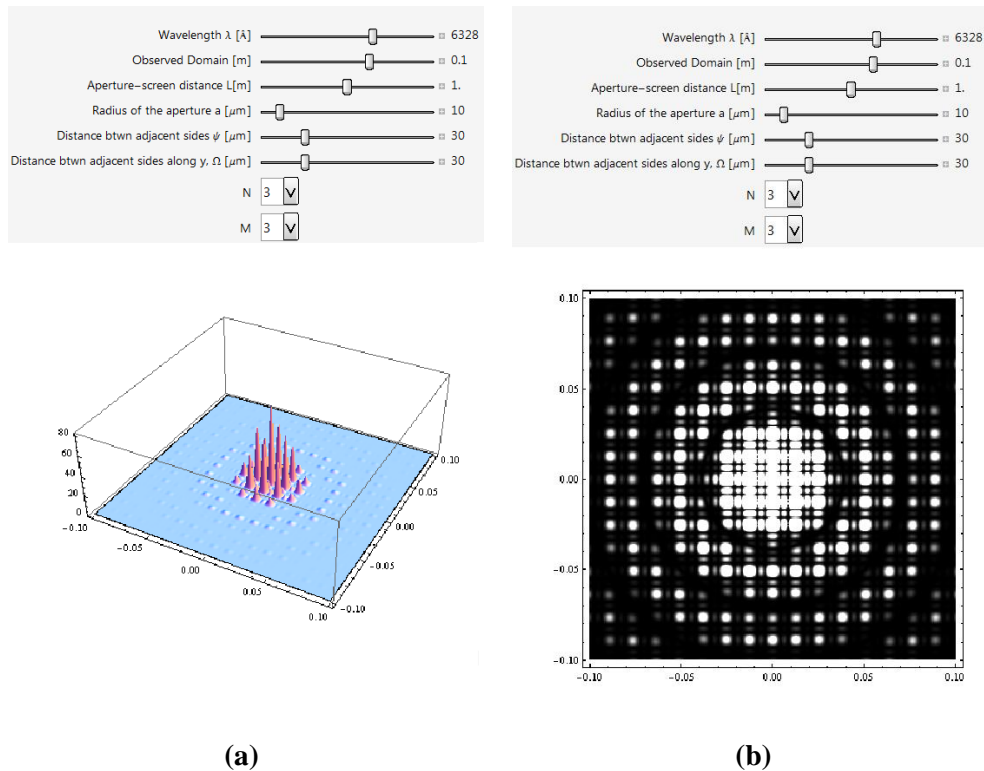 Wavelength λ [Å] 6328
Observed Domain [m] 0.1
Aperture-screen distance L[m] 1.
Radius of the aperture a [μm] 10
Distance btwn adjacent sides ψ [μm] 30
Distance btwn adjacent sides along y, Ω [μm] 30
N 3
M 3
80
60
40
20
0
-0.10
-0.05
0.00
0.05
0.10
0.10
0.05
0.00
-0.05
-0.10
(a)
Wavelength λ [Å] 6328
Observed Domain [m] 0.1
Aperture-screen distance L[m] 1.
Radius of the aperture a [μm] 10
Distance btwn adjacent sides ψ [μm] 30
Distance btwn adjacent sides along y, Ω [μm] 30
N 3
M 3
0.10
0.05
0.00
-0.05
-0.10
-0.10 -0.05 0.00 0.05 0.10
(b)